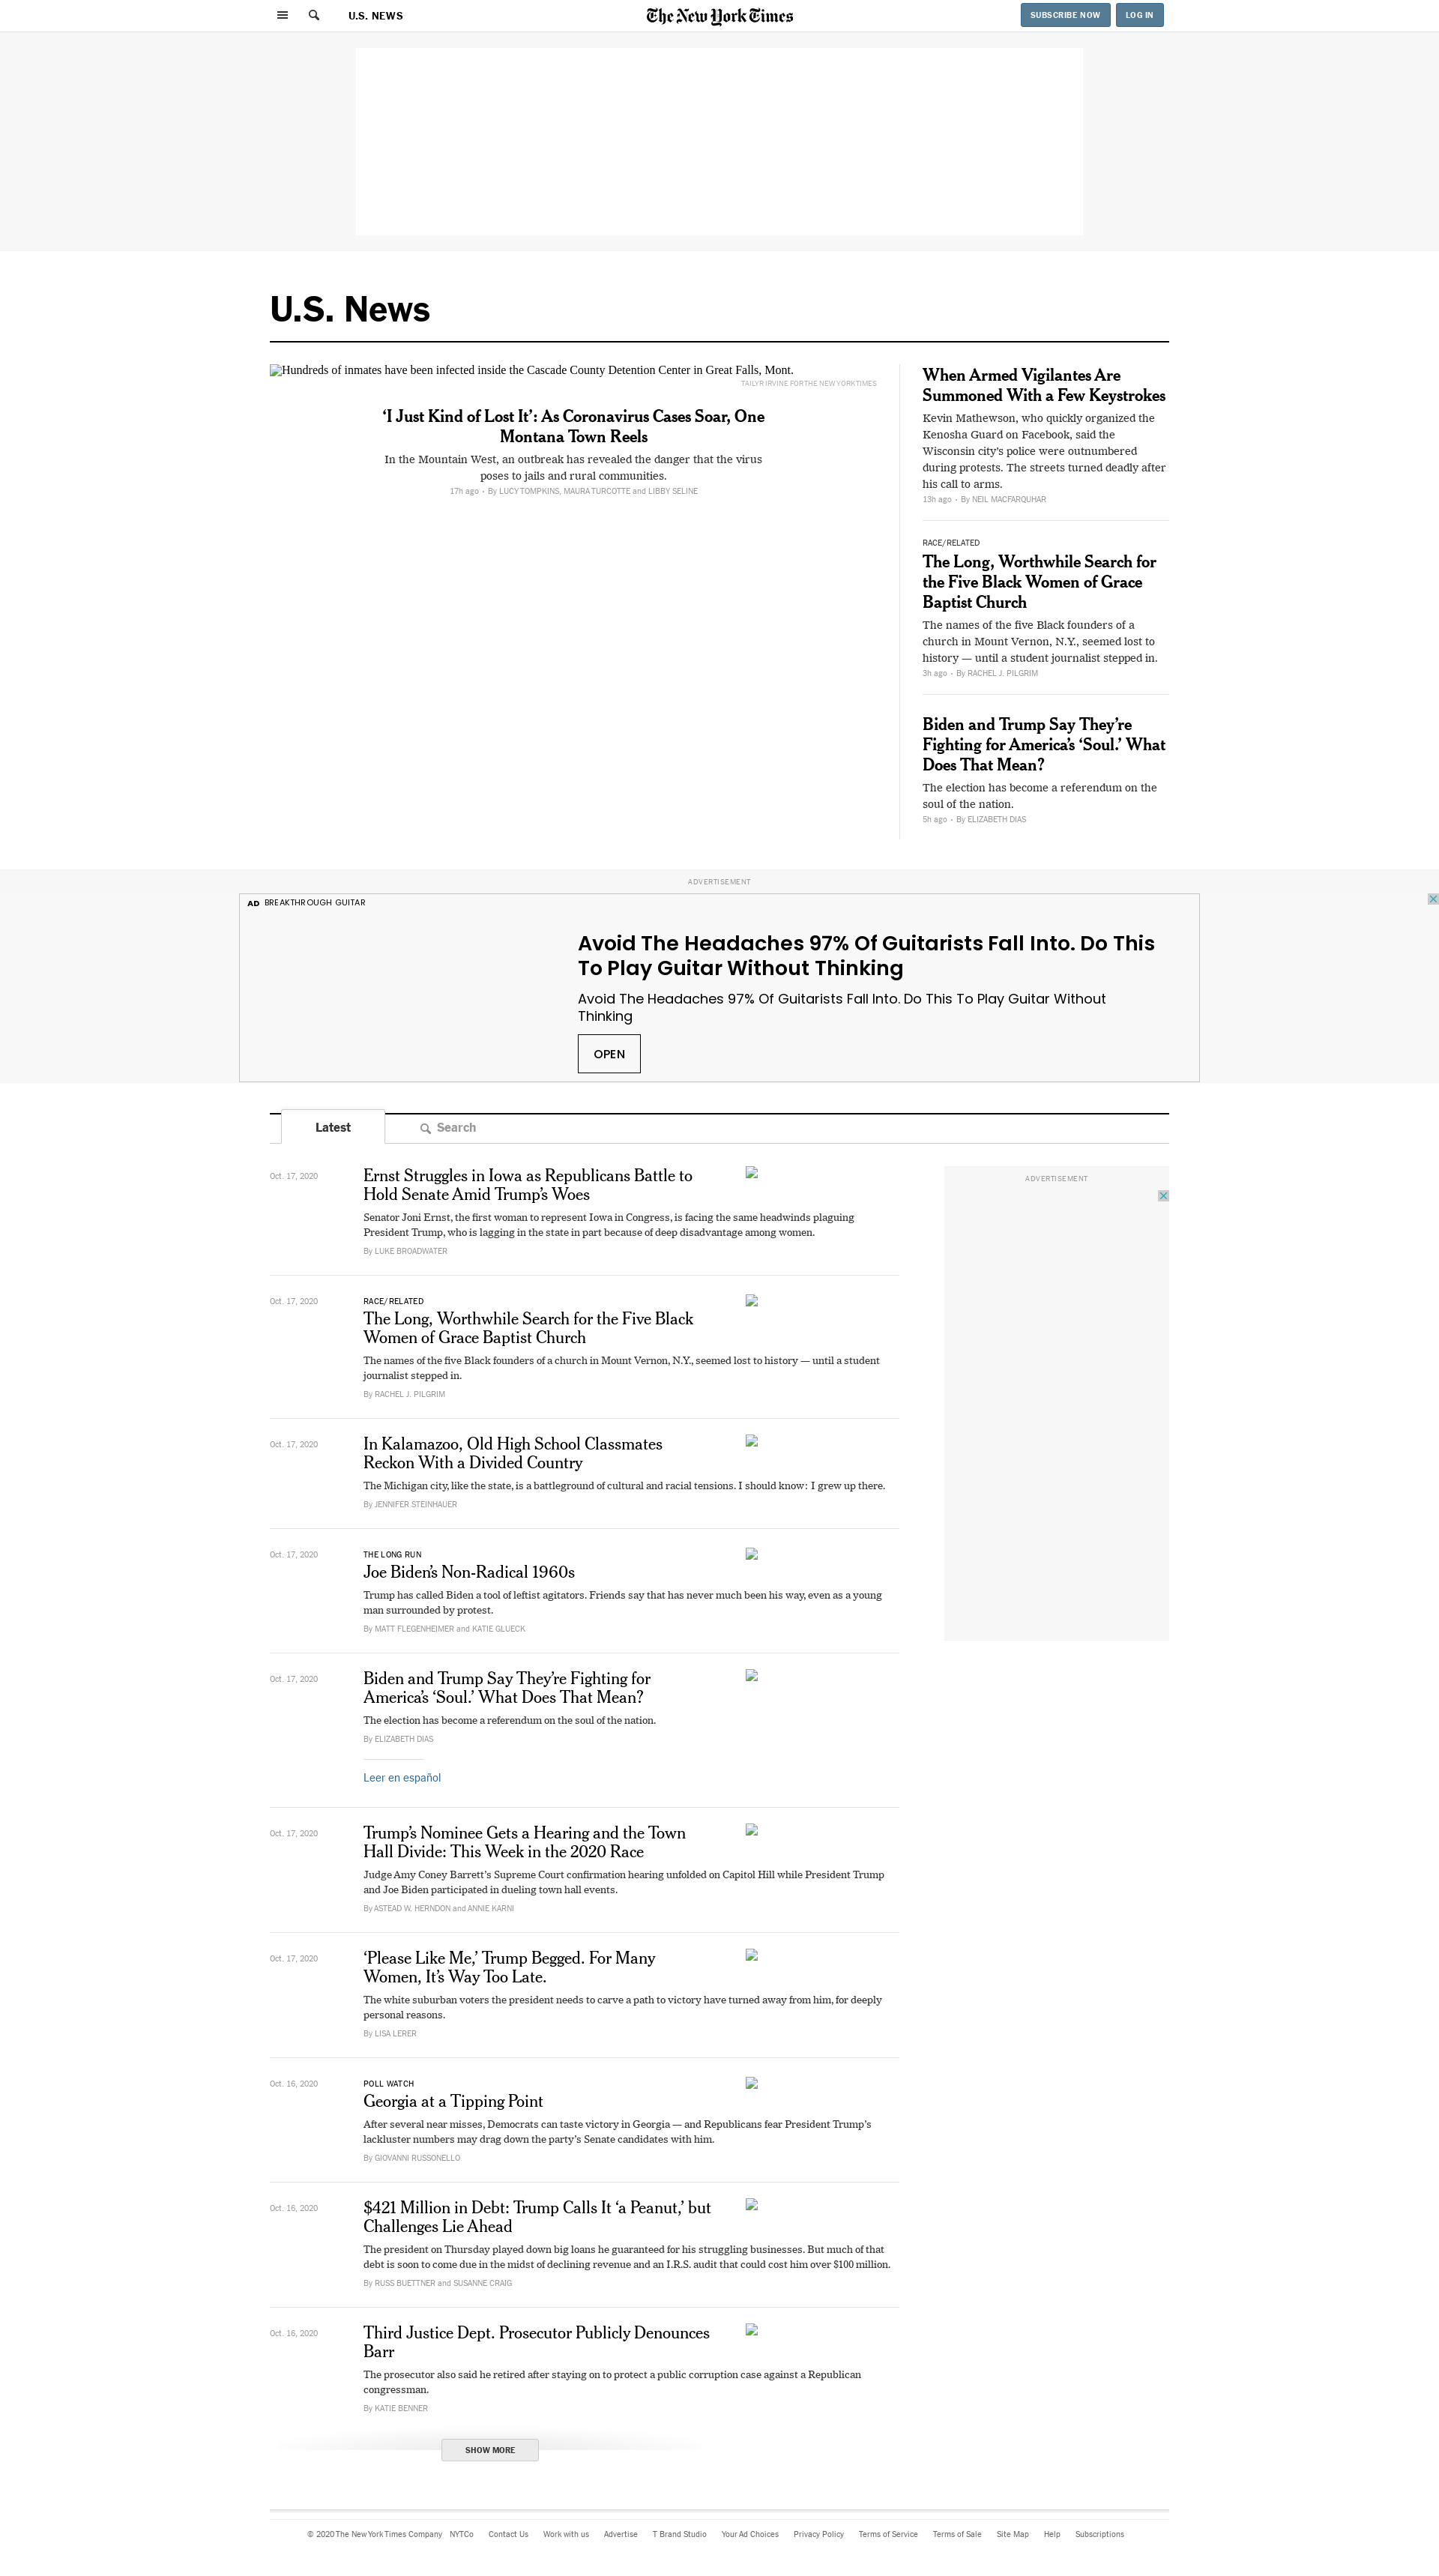 U.S. NEWS
The New York Times
SUBSCRIBE NOW
LOG IN
U.S. News
Hundreds of inmates have been infected inside the Cascade County Detention Center in Great Falls, Mont.
TAILYR IRVINE FOR THE NEW YORK TIMES
‘I Just Kind of Lost It’: As Coronavirus Cases Soar, One
Montana Town Reels
In the Mountain West, an outbreak has revealed the danger that the virus
poses to jails and rural communities.
17h ago • By LUCY TOMPKINS, MAURA TURCOTTE and LIBBY SELINE
When Armed Vigilantes Are
Summoned With a Few Keystrokes
Kevin Mathewson, who quickly organized the
Kenosha Guard on Facebook, said the
Wisconsin city’s police were outnumbered
during protests. The streets turned deadly after
his call to arms.
13h ago • By NEIL MACFARQUHAR
RACE/RELATED
The Long, Worthwhile Search for
the Five Black Women of Grace
Baptist Church
The names of the five Black founders of a
church in Mount Vernon, N.Y., seemed lost to
history — until a student journalist stepped in.
3h ago • By RACHEL J. PILGRIM
Biden and Trump Say They’re
Fighting for America’s ‘Soul.’ What
Does That Mean?
The election has become a referendum on the
soul of the nation.
5h ago • By ELIZABETH DIAS
ADVERTISEMENT
AD BREAKTHROUGH GUITAR
Avoid The Headaches 97% Of Guitarists Fall Into. Do This
To Play Guitar Without Thinking
Avoid The Headaches 97% Of Guitarists Fall Into. Do This To Play Guitar Without
Thinking
OPEN
Latest
Search
Oct. 17, 2020
Ernst Struggles in Iowa as Republicans Battle to
Hold Senate Amid Trump’s Woes
Senator Joni Ernst, the first woman to represent Iowa in Congress, is facing the same headwinds plaguing
President Trump, who is lagging in the state in part because of deep disadvantage among women.
By LUKE BROADWATER
ADVERTISEMENT
Oct. 17, 2020
RACE/RELATED
The Long, Worthwhile Search for the Five Black
Women of Grace Baptist Church
The names of the five Black founders of a church in Mount Vernon, N.Y., seemed lost to history — until a student
journalist stepped in.
By RACHEL J. PILGRIM
Oct. 17, 2020
In Kalamazoo, Old High School Classmates
Reckon With a Divided Country
The Michigan city, like the state, is a battleground of cultural and racial tensions. I should know: I grew up there.
By JENNIFER STEINHAUER
Oct. 17, 2020
THE LONG RUN
Joe Biden’s Non-Radical 1960s
Trump has called Biden a tool of leftist agitators. Friends say that has never much been his way, even as a young
man surrounded by protest.
By MATT FLEGENHEIMER and KATIE GLUECK
Oct. 17, 2020
Biden and Trump Say They’re Fighting for
America’s ‘Soul.’ What Does That Mean?
The election has become a referendum on the soul of the nation.
By ELIZABETH DIAS
Leer en español
Oct. 17, 2020
Trump’s Nominee Gets a Hearing and the Town
Hall Divide: This Week in the 2020 Race
Judge Amy Coney Barrett’s Supreme Court confirmation hearing unfolded on Capitol Hill while President Trump
and Joe Biden participated in dueling town hall events.
By ASTEAD W. HERNDON and ANNIE KARNI
Oct. 17, 2020
‘Please Like Me,’ Trump Begged. For Many
Women, It’s Way Too Late.
The white suburban voters the president needs to carve a path to victory have turned away from him, for deeply
personal reasons.
By LISA LERER
Oct. 16, 2020
POLL WATCH
Georgia at a Tipping Point
After several near misses, Democrats can taste victory in Georgia — and Republicans fear President Trump’s
lackluster numbers may drag down the party’s Senate candidates with him.
By GIOVANNI RUSSONELLO
Oct. 16, 2020
$421 Million in Debt: Trump Calls It ‘a Peanut,’ but
Challenges Lie Ahead
The president on Thursday played down big loans he guaranteed for his struggling businesses. But much of that
debt is soon to come due in the midst of declining revenue and an I.R.S. audit that could cost him over $100 million.
By RUSS BUETTNER and SUSANNE CRAIG
Oct. 16, 2020
Third Justice Dept. Prosecutor Publicly Denounces
Barr
The prosecutor also said he retired after staying on to protect a public corruption case against a Republican
congressman.
By KATIE BENNER
SHOW MORE
© 2020 The New York Times Company NYTCo Contact Us Work with us Advertise T Brand Studio Your Ad Choices Privacy Policy Terms of Service Terms of Sale Site Map Help Subscriptions